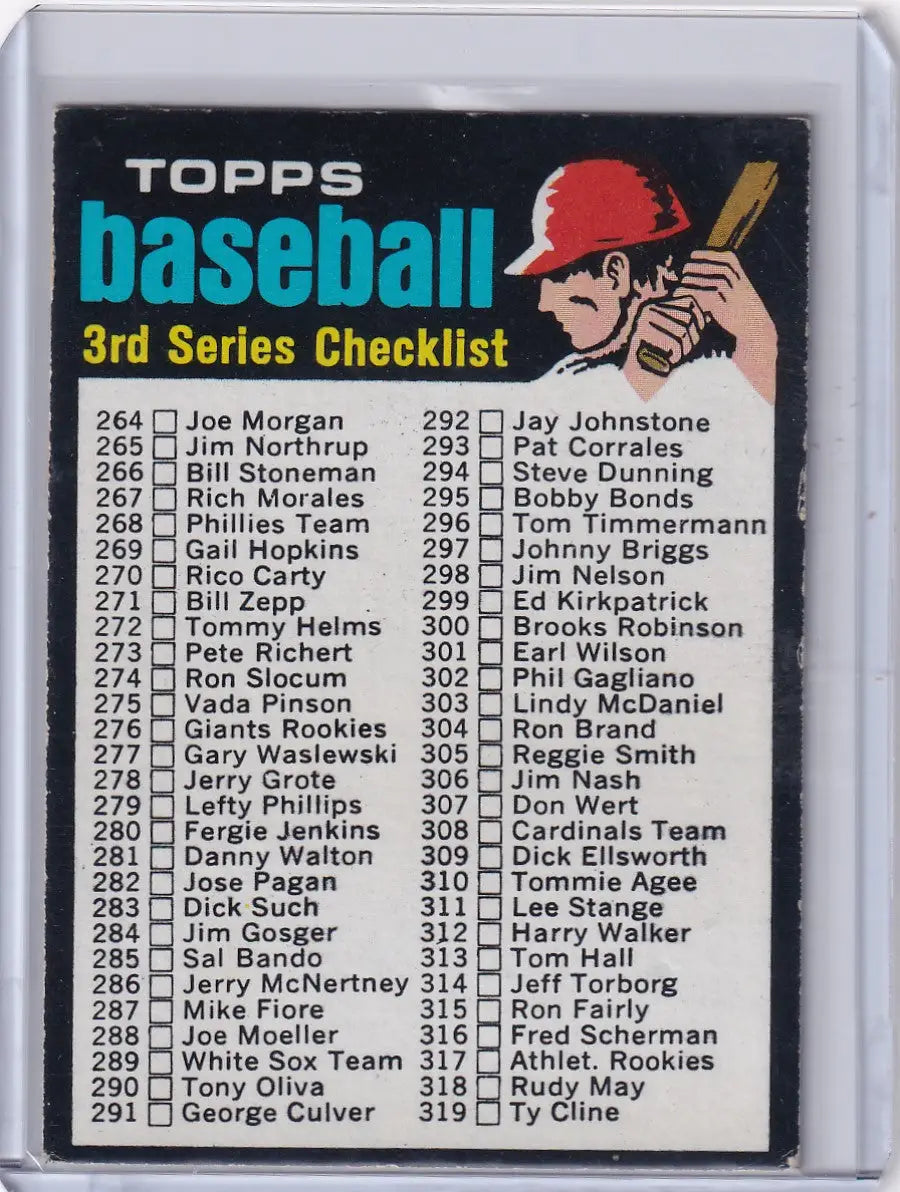 TOPPS
baseball
3rd Series Checklist
264 Joe Morgan
265 Jim Northrup
266 Bill Stoneman
267 Rich Morales
268 Phillies Team
269 Gail Hopkins
270 Rico Carty
271 Bill Zepp
272 Tommy Helms
273 Pete Richert
274 Ron Slocum
275 Vada Pinson
276 Giants Rookies
277 Gary Waslewski
278 Jerry Grote
279 Lefty Phillips
280 Fergie Jenkins
281 Danny Walton
282 Jose Pagan
283 Dick Such
284 Jim Gosger
285 Sal Bando
286 Jerry McNertney
287 Mike Fiore
288 Joe Moeller
289 White Sox Team
290 Tony Oliva
291 George Culver
292 Jay Johnstone
293 Pat Corrales
294 Steve Dunning
295 Bobby Bonds
296 Tom Timmermann
297 Johnny Briggs
298 Jim Nelson
299 Ed Kirkpatrick
300 Brooks Robinson
301 Earl Wilson
302 Phil Gagliano
303 Lindy McDaniel
304 Ron Brand
305 Reggie Smith
306 Jim Nash
307 Don Wert
308 Cardinals Team
309 Dick Ellsworth
310 Tommie Agee
311 Lee Stange
312 Harry Walker
313 Tom Hall
314 Jeff Torborg
315 Ron Fairly
316 Fred Scherman
317 Athlet. Rookies
318 Rudy May
319 Ty Cline